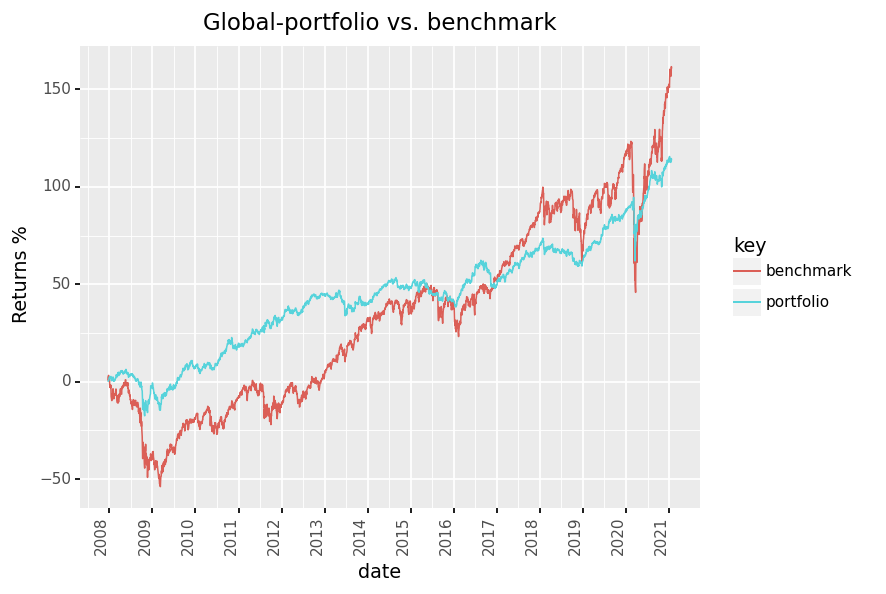 Global-portfolio vs. benchmark
Returns %
150
100
50
0
−50
2008 2009 2010 2011 2012 2013 2014 2015 2016 2017 2018 2019 2020 2021
date
key
benchmark
portfolio